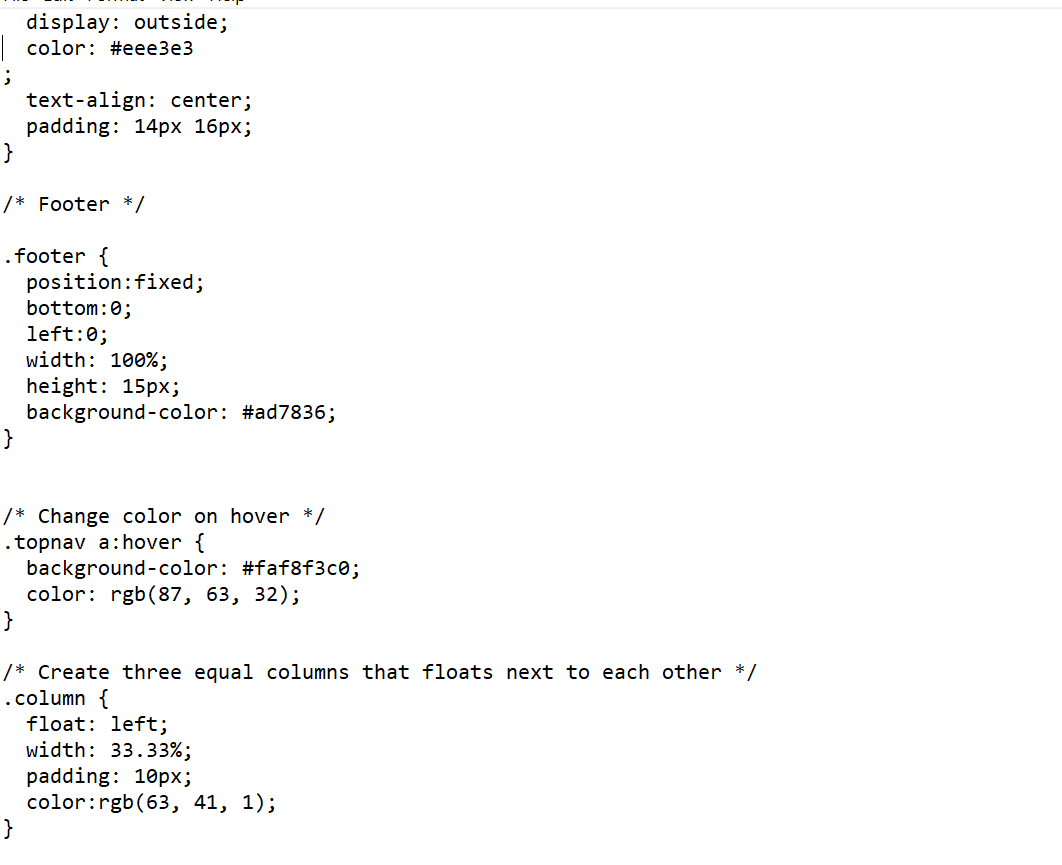 display: outside;
  color: #eee3e3
;
  text-align: center;
  padding: 14px 16px;
}

/* Footer */

.footer {
  position:fixed;
  bottom:0;
  left:0;
  width: 100%;
  height: 15px;
  background-color: #ad7836;
}


/* Change color on hover */
.topnav a:hover {
  background-color: #faf8f3c0;
  color: rgb(87, 63, 32);
}

/* Create three equal columns that floats next to each other */
.column {
  float: left;
  width: 33.33%;
  padding: 10px;
  color:rgb(63, 41, 1);
}